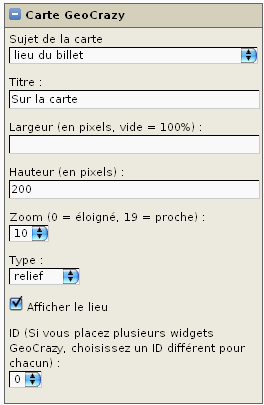 Carte GeoCrazy
Sujet de la carte
lieu du billet
Titre :
Sur la carte
Largeur (en pixels, vide = 100%) :
Hauteur (en pixels) :
200
Zoom (0 = éloigné, 19 = proche) :
10
Type :
relief
Afficher le lieu
ID (Si vous placez plusieurs widgets
GeoCrazy, choisissez un ID différent pour
chacun) :
0